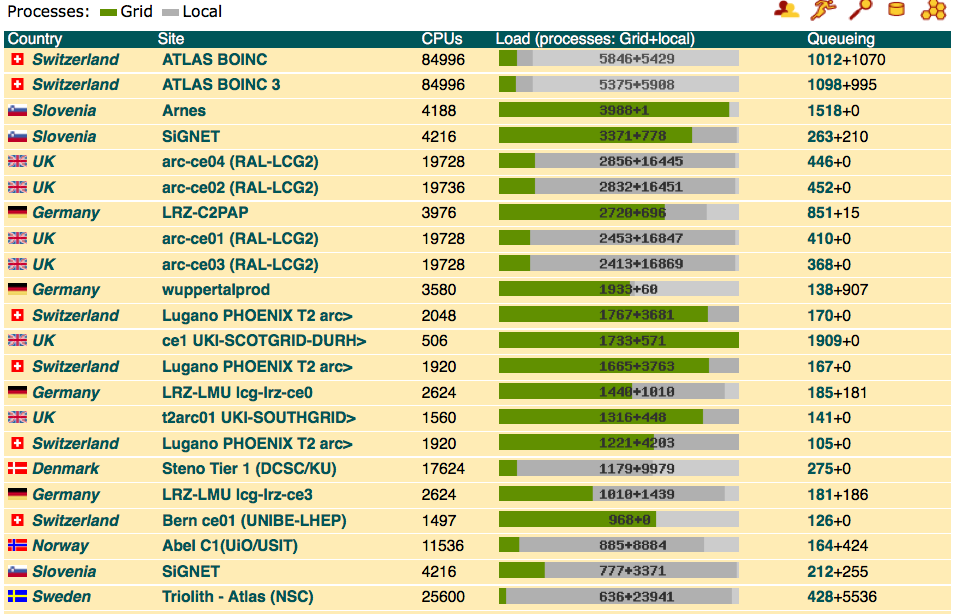 Processes: Grid Local
Country Site CPUs Load (processes: Grid+local) Queueing
Switzerland ATLAS BOINC 84996 5846+5429 1012+1070
Switzerland ATLAS BOINC 3 84996 5375+5908 1098+995
Slovenia Arnes 4188 3988+1 1518+0
Slovenia SiGNET 4216 3371+778 263+210
UK arc-ce04 (RAL-LCG2) 19728 2856+16445 446+0
UK arc-ce02 (RAL-LCG2) 19736 2832+16451 452+0
Germany LRZ-C2PAP 3976 2720+696 851+15
UK arc-ce01 (RAL-LCG2) 19728 2453+16847 410+0
UK arc-ce03 (RAL-LCG2) 19728 2413+16869 368+0
Germany wuppertalprod 3580 1933+60 138+907
Switzerland Lugano PHOENIX T2 arc> 2048 1767+3681 170+0
UK ce1 UKI-SCOTGRID-DURH> 506 1733+571 1909+0
Switzerland Lugano PHOENIX T2 arc> 1920 1665+3763 167+0
Germany LRZ-LMU lcg-lrz-ce0 2624 1440+1010 185+181
UK t2arc01 UKI-SOUTHGRID> 1560 1316+448 141+0
Switzerland Lugano PHOENIX T2 arc> 1920 1221+4203 105+0
Denmark Steno Tier 1 (DCSC/KU) 17624 1179+9979 275+0
Germany LRZ-LMU lcg-lrz-ce3 2624 1010+1439 181+186
Switzerland Bern ce01 (UNIBE-LHEP) 1497 968+0 126+0
Norway Abel C1(UiO/USIT) 11536 885+8884 164+424
Slovenia SiGNET 4216 777+3371 212+255
Sweden Triolith - Atlas (NSC) 25600 636+23941 428+5536